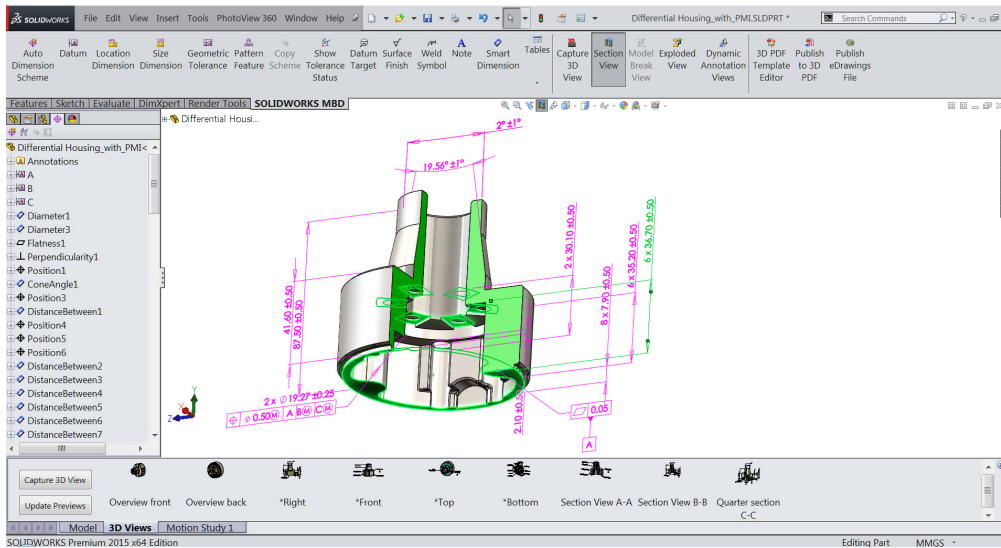 SOLIDWORKS File Edit View Insert Tools PhotoView 360 Window Help Differential Housing_with_PMI.SLDPRT * Search Commands
Auto Dimension Scheme
Datum
Location Dimension
Size Dimension
Geometric Tolerance
Pattern Feature
Copy Scheme
Show Tolerance Status
Datum Target
Surface Finish
Weld Symbol
Note
Smart Dimension
Tables
Capture 3D View
Section View
Model Break View
Exploded View
Dynamic Annotation Views
3D PDF Template Editor
Publish to 3D PDF
Publish eDrawings File
Features Sketch Evaluate DimXpert Render Tools SOLIDWORKS MBD
Differential Housi...
Differential Housing_with_PMI<
Annotations
A
B
C
Diameter1
Diameter3
Flatness1
Perpendicularity1
Position1
ConeAngle1
Position3
DistanceBetween1
Position4
Position5
Position6
DistanceBetween2
DistanceBetween3
DistanceBetween4
DistanceBetween5
DistanceBetween6
DistanceBetween7
2° ±1°
19.56° ±1°
41.60 ±0.50
87.50 ±0.50
2 x 30.10 ±0.50
8 x 7.90 ±0.50
6 x 35.20 ±0.50
6 x 36.70 ±0.50
2 x ∅19.27 ±0.25
⌖ ∅ 0.50Ⓜ A BⓂ CⓂ
2.10 ±0.50
⏥ 0.05
A
Y
Z
Capture 3D View
Update Previews
Overview front Overview back *Right *Front *Top *Bottom Section View A-A Section View B-B Quarter section C-C
Model 3D Views Motion Study 1
SOLIDWORKS Premium 2015 x64 Edition Editing Part MMGS